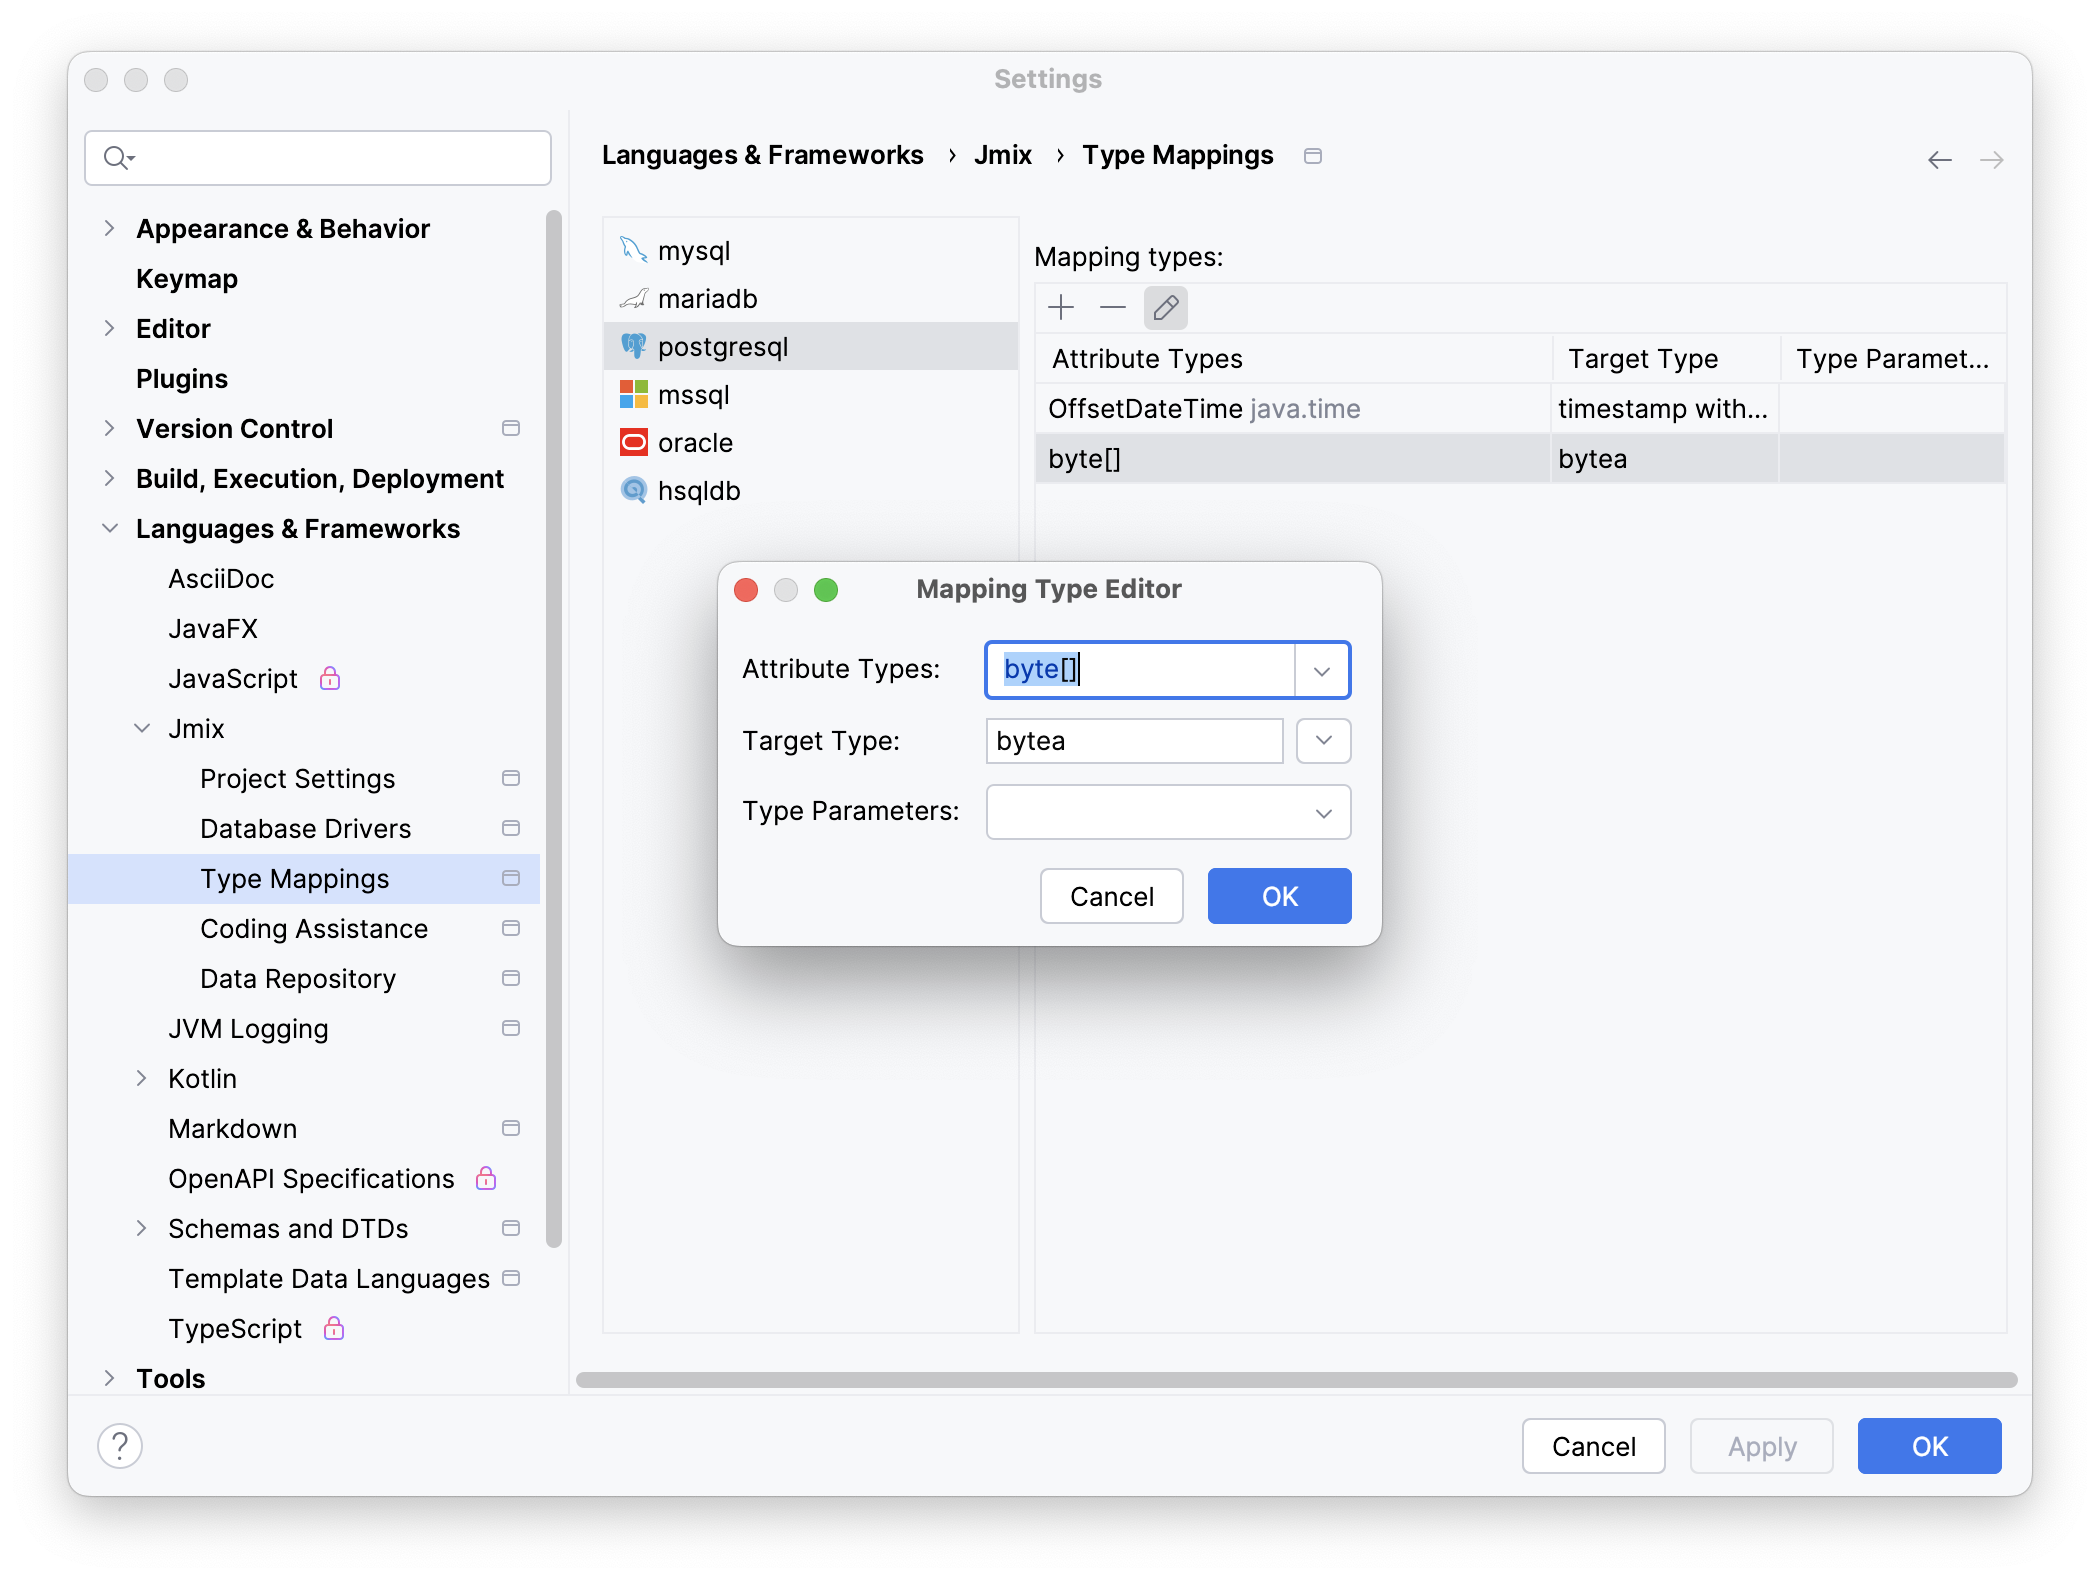 Settings
Languages & Frameworks › Jmix › Type Mappings
Appearance & Behavior
Keymap
Editor
Plugins
Version Control
Build, Execution, Deployment
Languages & Frameworks
AsciiDoc
JavaFX
JavaScript
Jmix
Project Settings
Database Drivers
Type Mappings
Coding Assistance
Data Repository
JVM Logging
Kotlin
Markdown
OpenAPI Specifications
Schemas and DTDs
Template Data Languages
TypeScript
Tools
mysql
mariadb
postgresql
mssql
oracle
hsqldb
Mapping types:
Attribute Types Target Type Type Paramet...
OffsetDateTime java.time timestamp with...
byte[] bytea
Mapping Type Editor
Attribute Types: byte[]
Target Type: bytea
Type Parameters:
Cancel OK
? Cancel Apply OK